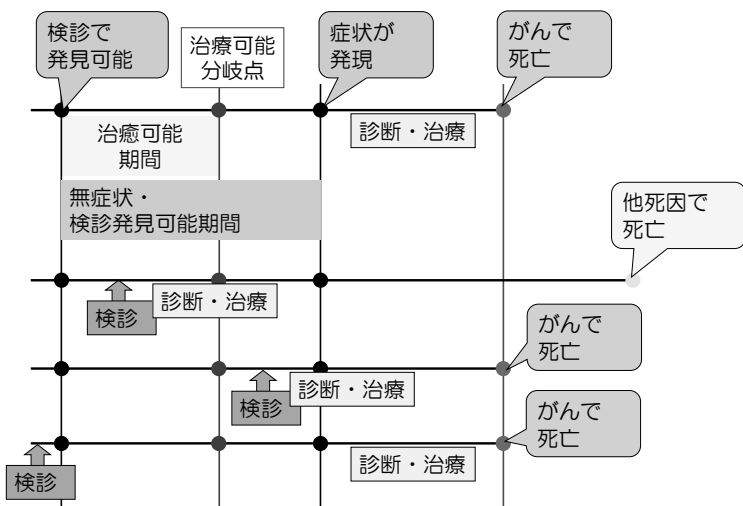 検診で
発見可能
治療可能
分岐点
症状が
発現
がんで
死亡
診断・治療
治癒可能
期間
無症状・
検診発見可能期間
他死因で
死亡
検診
診断・治療
がんで
死亡
検診
診断・治療
がんで
死亡
検診
診断・治療